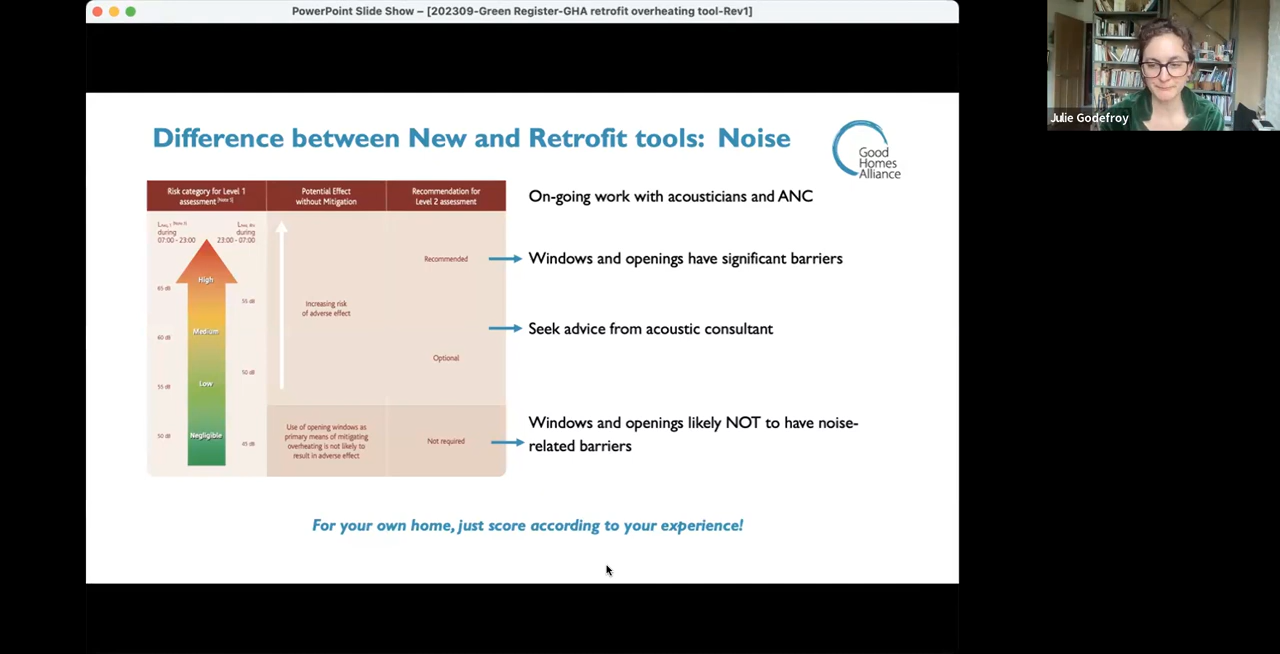 PowerPoint Slide Show – [202309-Green Register-GHA retrofit overheating tool-Rev1]
Julie Godefroy
Difference between New and Retrofit tools: Noise
Good
Homes
Alliance
Risk category for Level 1
assessment [Note 1]
Potential Effect
without Mitigation
Recommendation for
Level 2 assessment
during
07:00 - 23:00
during
23:00 - 07:00
High
Medium
Low
Negligible
65 dB
60 dB
55 dB
50 dB
55 dB
50 dB
45 dB
Increasing risk
of adverse effect
Use of opening windows as
primary means of mitigating
overheating is not likely to
result in adverse effect
Recommended
Optional
Not required
On-going work with acousticians and ANC
Windows and openings have significant barriers
Seek advice from acoustic consultant
Windows and openings likely NOT to have noise-
related barriers
For your own home, just score according to your experience!